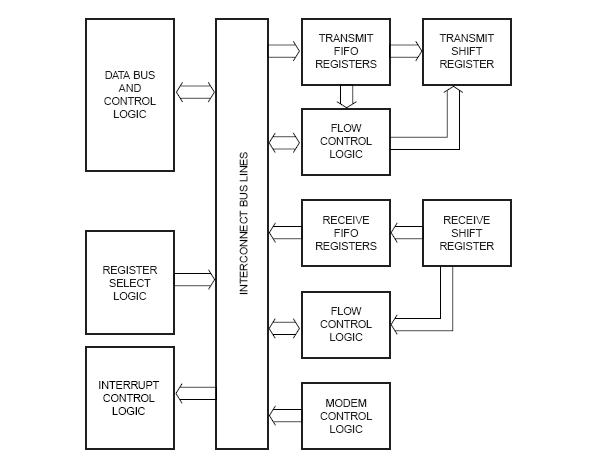 DATA BUS
AND
CONTROL
LOGIC
REGISTER
SELECT
LOGIC
INTERRUPT
CONTROL
LOGIC
INTERCONNECT BUS LINES
TRANSMIT
FIFO
REGISTERS
TRANSMIT
SHIFT
REGISTER
FLOW
CONTROL
LOGIC
RECEIVE
FIFO
REGISTERS
RECEIVE
SHIFT
REGISTER
FLOW
CONTROL
LOGIC
MODEM
CONTROL
LOGIC